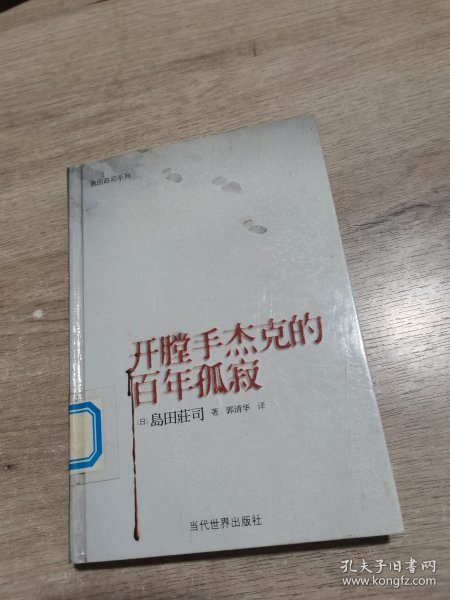 島田莊司系列
开膛手杰克的
百年孤寂
[日]島田莊司 著 郭清华 译
当代世界出版社
孔夫子旧书网
www.kongfz.com